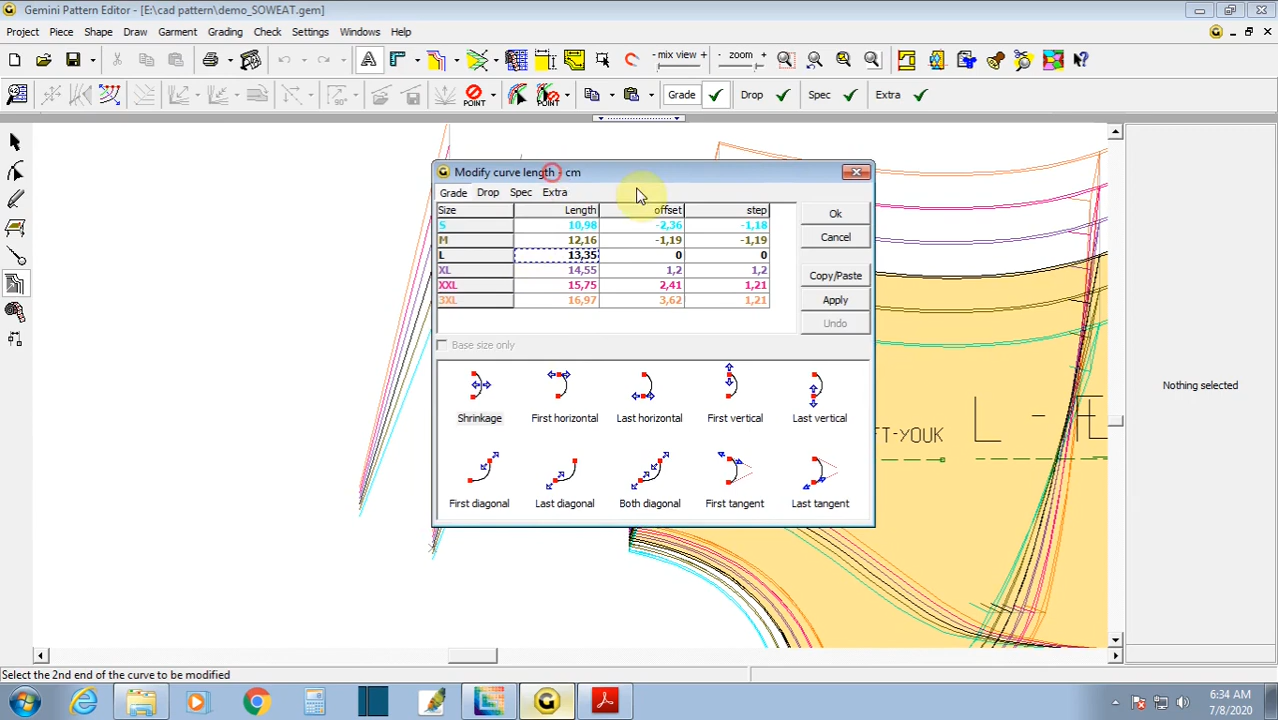 Gemini Pattern Editor - [E:\cad pattern\demo_SOWEAT.gem]
Project Piece Shape Draw Garment Grading Check Settings Windows Help
mix view zoom
POINT POINT Grade Drop Spec Extra
Modify curve length - cm
Grade Drop Spec Extra
Size Length offset step
S 10,98 -2,36 -1,18
M 12,16 -1,19 -1,19
L 13,35 0 0
XL 14,55 1,2 1,2
XXL 15,75 2,41 1,21
3XL 16,97 3,62 1,21
Ok
Cancel
Copy/Paste
Apply
Undo
Base size only
Shrinkage First horizontal Last horizontal First vertical Last vertical
First diagonal Last diagonal Both diagonal First tangent Last tangent
FT-YOUK
L -
Nothing selected
Select the 2nd end of the curve to be modified
6:34 AM
7/8/2020